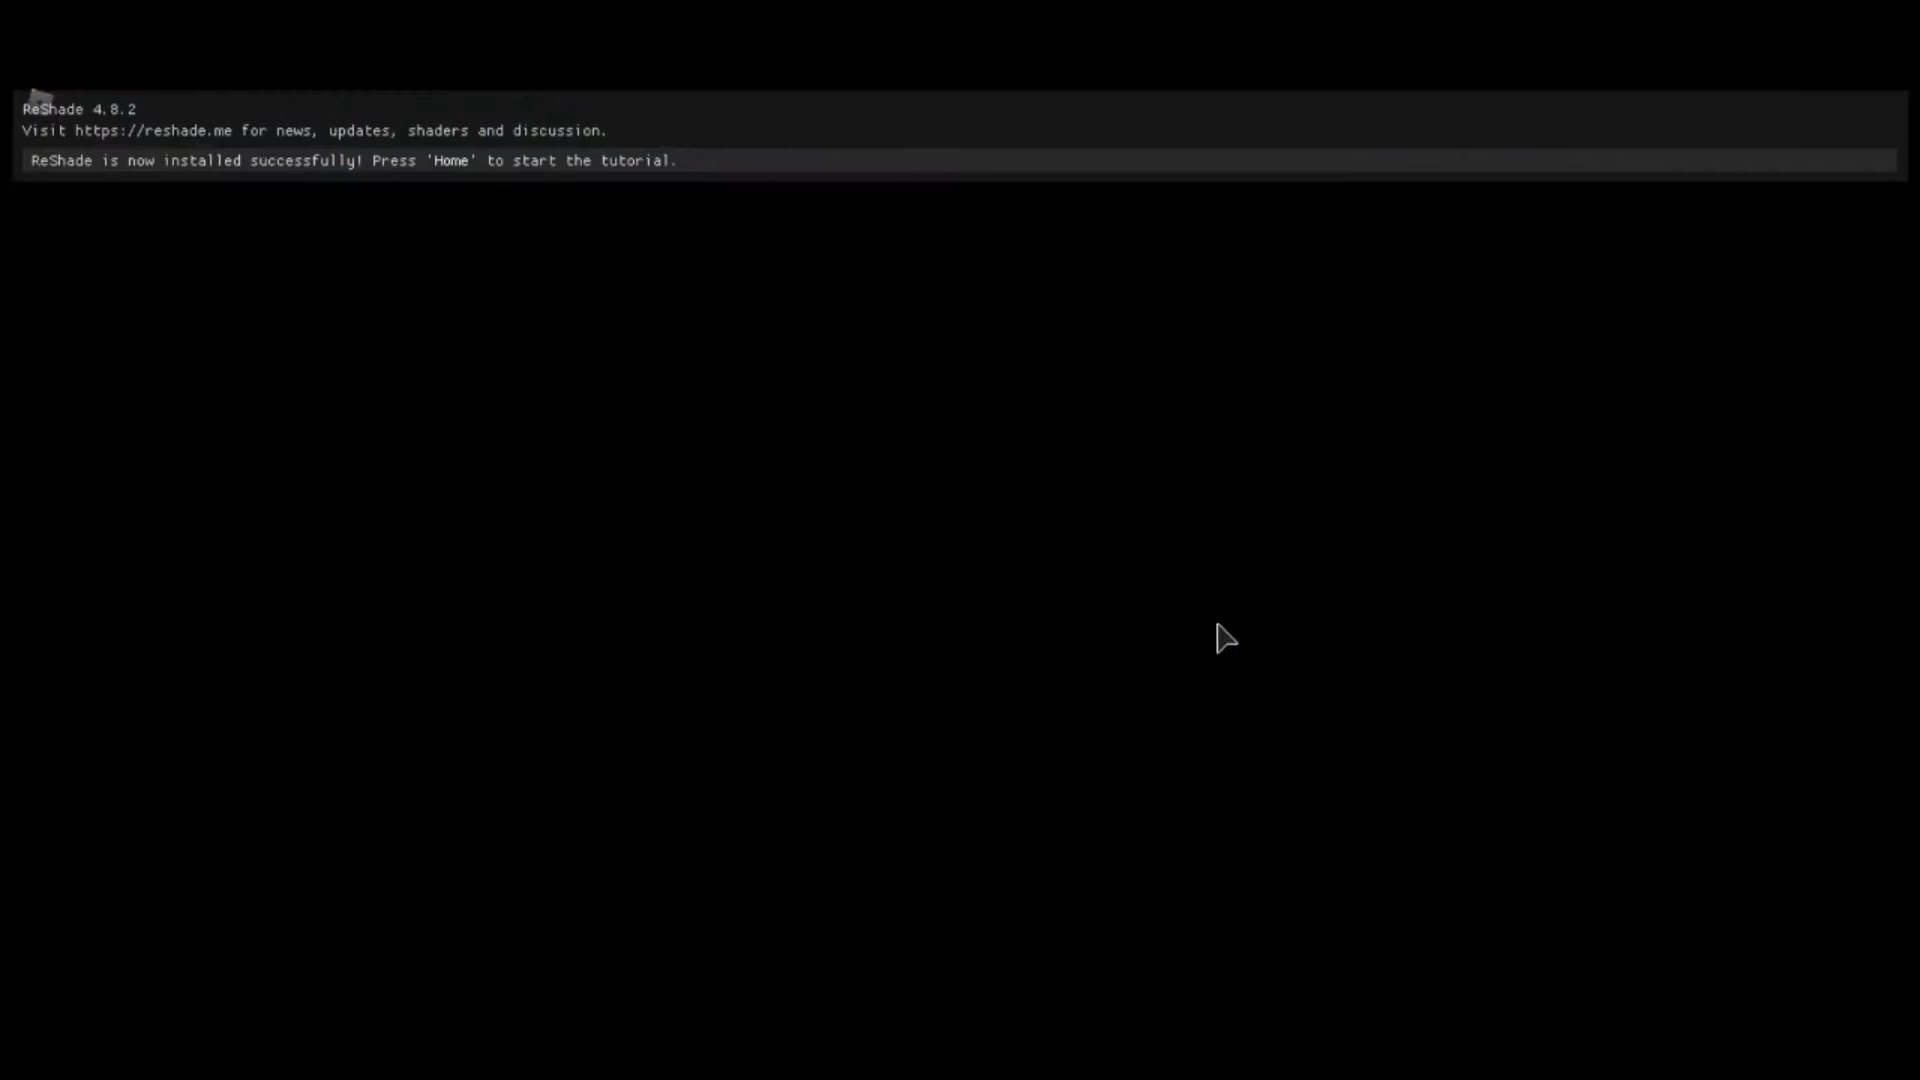 ReShade 4.8.2
Visit https://reshade.me for news, updates, shaders and discussion.
ReShade is now installed successfully! Press 'Home' to start the tutorial.